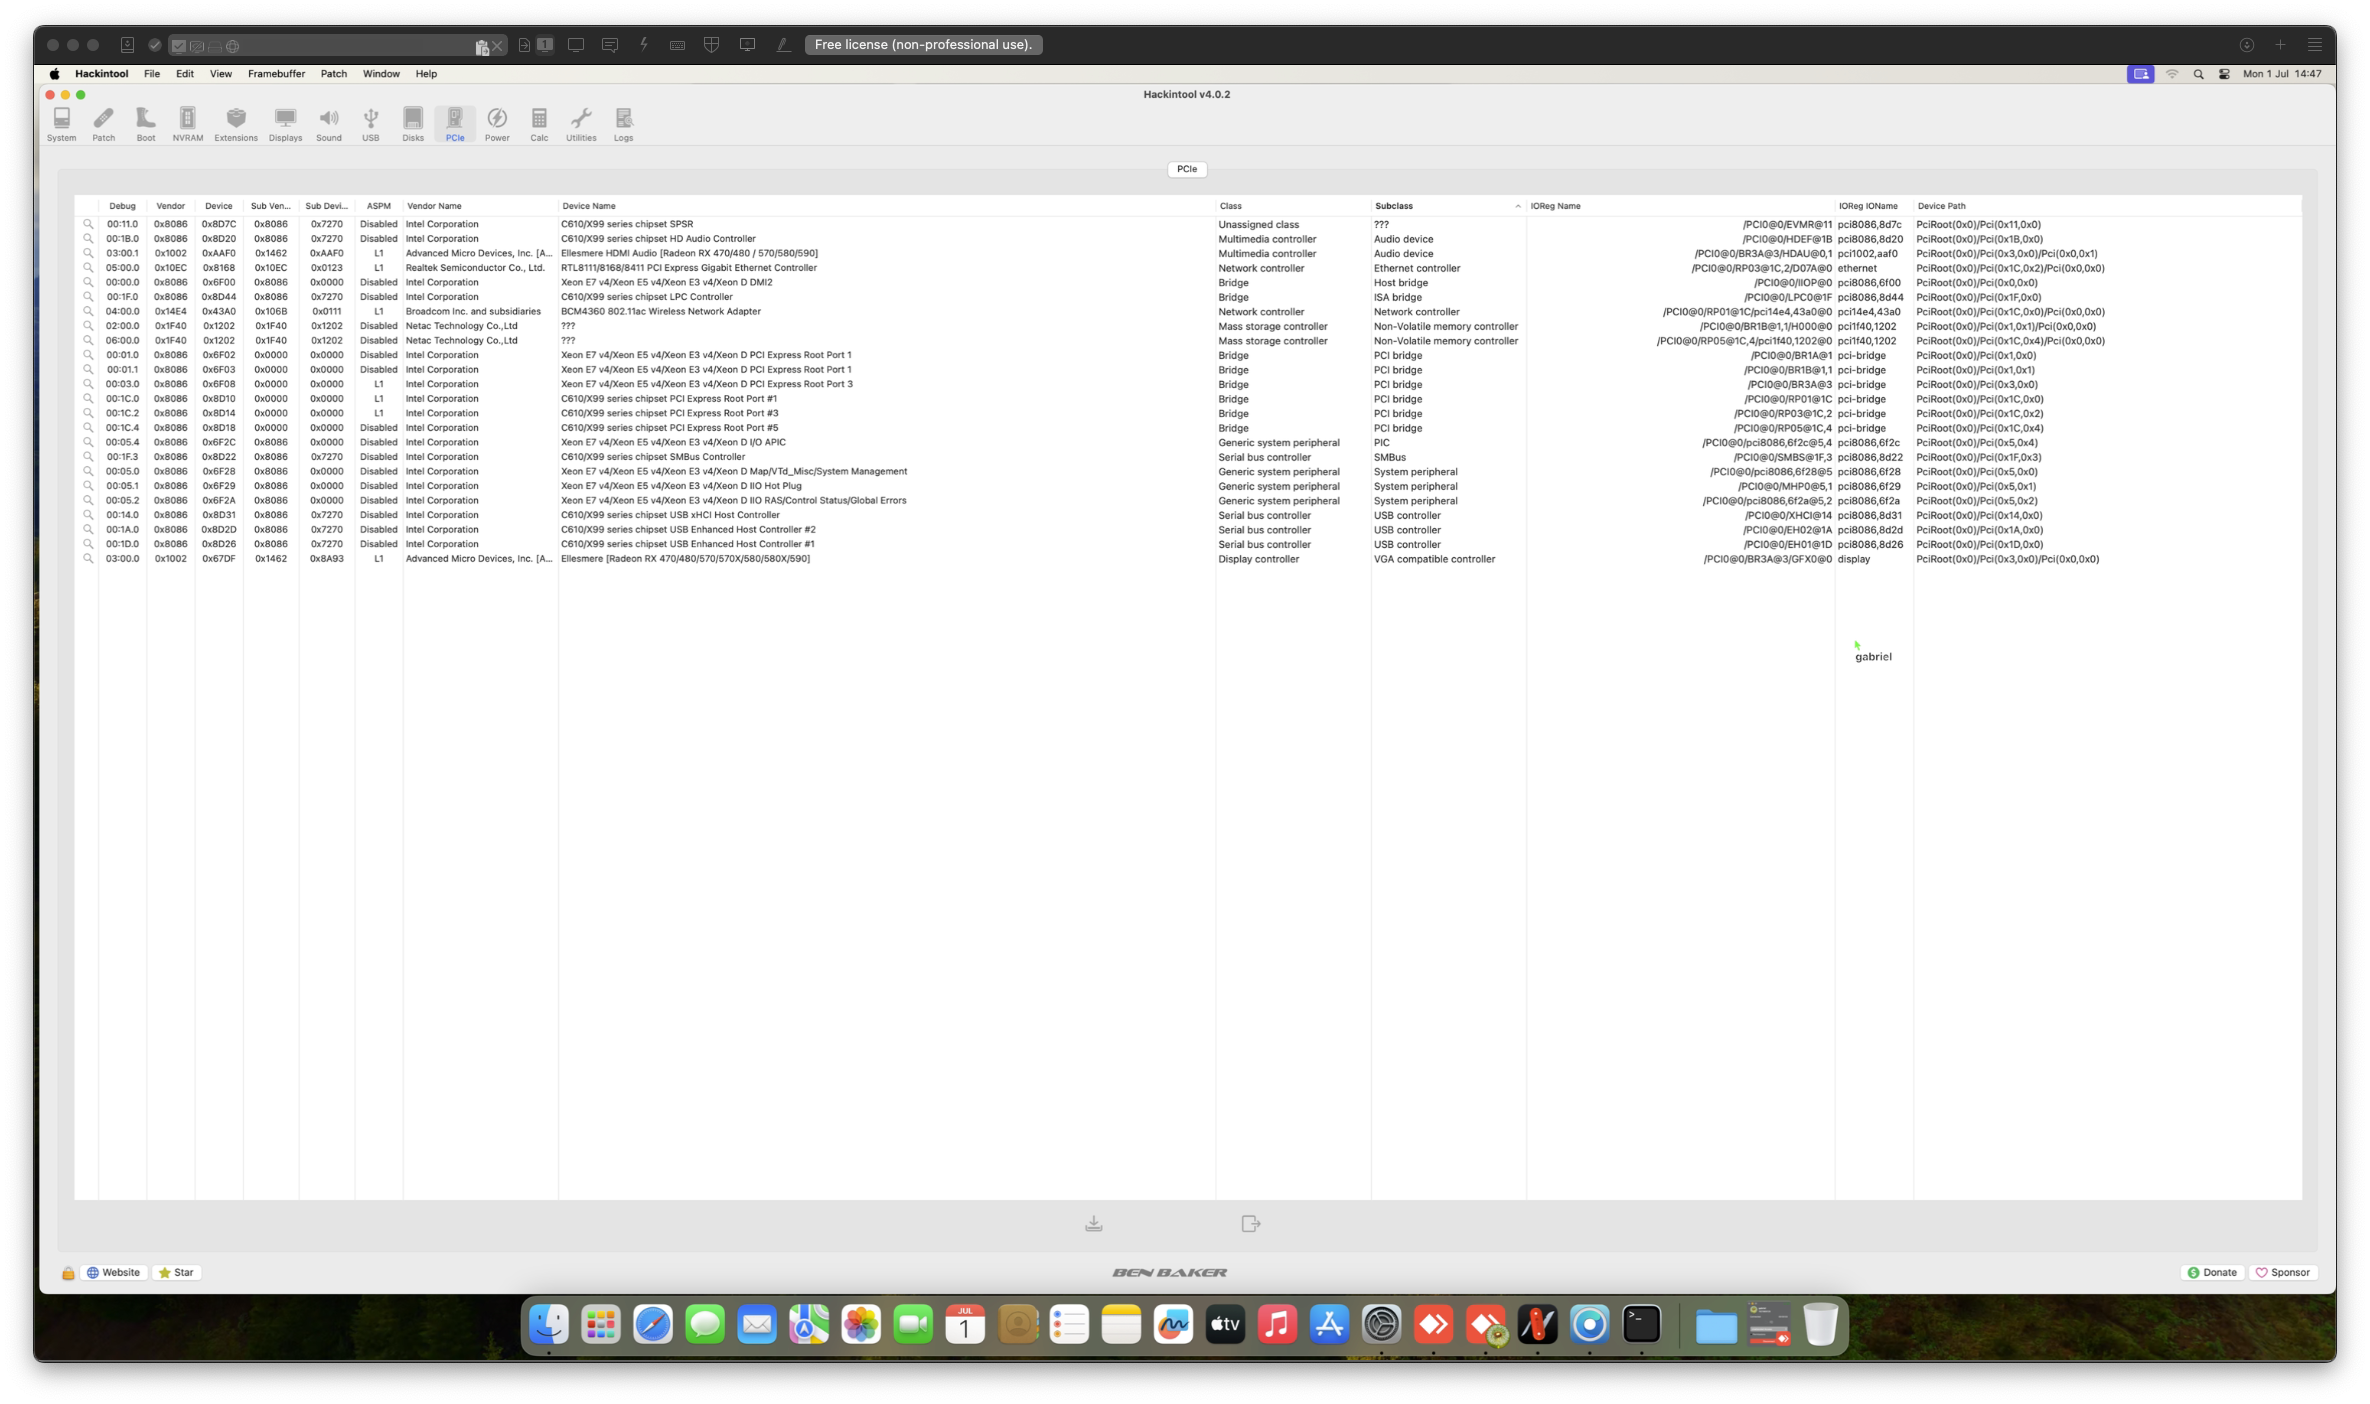 1 Free license (non-professional use).
Hackintool File Edit View Framebuffer Patch Window Help Mon 1 Jul 14:47
Hackintool v4.0.2
System Patch Boot NVRAM Extensions Displays Sound USB Disks PCIe Power Calc Utilities Logs
PCIe
Debug Vendor Device Sub Ven... Sub Devi... ASPM Vendor Name Device Name Class Subclass IOReg Name IOReg IOName Device Path
00:11.0 0x8086 0x8D7C 0x8086 0x7270 Disabled Intel Corporation C610/X99 series chipset SPSR Unassigned class ??? /PCI0@0/EVMR@11 pci8086,8d7c PciRoot(0x0)/Pci(0x11,0x0)
00:1B.0 0x8086 0x8D20 0x8086 0x7270 Disabled Intel Corporation C610/X99 series chipset HD Audio Controller Multimedia controller Audio device /PCI0@0/HDEF@1B pci8086,8d20 PciRoot(0x0)/Pci(0x1B,0x0)
03:00.1 0x1002 0xAAF0 0x1462 0xAAF0 L1 Advanced Micro Devices, Inc. [A... Ellesmere HDMI Audio [Radeon RX 470/480 / 570/580/590] Multimedia controller Audio device /PCI0@0/BR3A@3/HDAU@0,1 pci1002,aaf0 PciRoot(0x0)/Pci(0x3,0x0)/Pci(0x0,0x1)
05:00.0 0x10EC 0x8168 0x10EC 0x0123 L1 Realtek Semiconductor Co., Ltd. RTL8111/8168/8411 PCI Express Gigabit Ethernet Controller Network controller Ethernet controller /PCI0@0/RP03@1C,2/D07A@0 ethernet PciRoot(0x0)/Pci(0x1C,0x2)/Pci(0x0,0x0)
00:00.0 0x8086 0x6F00 0x8086 0x0000 Disabled Intel Corporation Xeon E7 v4/Xeon E5 v4/Xeon E3 v4/Xeon D DMI2 Bridge Host bridge /PCI0@0/IIOP@0 pci8086,6f00 PciRoot(0x0)/Pci(0x0,0x0)
00:1F.0 0x8086 0x8D44 0x8086 0x7270 Disabled Intel Corporation C610/X99 series chipset LPC Controller Bridge ISA bridge /PCI0@0/LPC0@1F pci8086,8d44 PciRoot(0x0)/Pci(0x1F,0x0)
04:00.0 0x14E4 0x43A0 0x106B 0x0111 L1 Broadcom Inc. and subsidiaries BCM4360 802.11ac Wireless Network Adapter Network controller Network controller /PCI0@0/RP01@1C/pci14e4,43a0@0 pci14e4,43a0 PciRoot(0x0)/Pci(0x1C,0x0)/Pci(0x0,0x0)
02:00.0 0x1F40 0x1202 0x1F40 0x1202 Disabled Netac Technology Co.,Ltd ??? Mass storage controller Non-Volatile memory controller /PCI0@0/BR1B@1,1/H000@0 pci1f40,1202 PciRoot(0x0)/Pci(0x1,0x1)/Pci(0x0,0x0)
06:00.0 0x1F40 0x1202 0x1F40 0x1202 Disabled Netac Technology Co.,Ltd ??? Mass storage controller Non-Volatile memory controller /PCI0@0/RP05@1C,4/pci1f40,1202@0 pci1f40,1202 PciRoot(0x0)/Pci(0x1C,0x4)/Pci(0x0,0x0)
00:01.0 0x8086 0x6F02 0x0000 0x0000 Disabled Intel Corporation Xeon E7 v4/Xeon E5 v4/Xeon E3 v4/Xeon D PCI Express Root Port 1 Bridge PCI bridge /PCI0@0/BR1A@1 pci-bridge PciRoot(0x0)/Pci(0x1,0x0)
00:01.1 0x8086 0x6F03 0x0000 0x0000 Disabled Intel Corporation Xeon E7 v4/Xeon E5 v4/Xeon E3 v4/Xeon D PCI Express Root Port 1 Bridge PCI bridge /PCI0@0/BR1B@1,1 pci-bridge PciRoot(0x0)/Pci(0x1,0x1)
00:03.0 0x8086 0x6F08 0x0000 0x0000 L1 Intel Corporation Xeon E7 v4/Xeon E5 v4/Xeon E3 v4/Xeon D PCI Express Root Port 3 Bridge PCI bridge /PCI0@0/BR3A@3 pci-bridge PciRoot(0x0)/Pci(0x3,0x0)
00:1C.0 0x8086 0x8D10 0x0000 0x0000 L1 Intel Corporation C610/X99 series chipset PCI Express Root Port #1 Bridge PCI bridge /PCI0@0/RP01@1C pci-bridge PciRoot(0x0)/Pci(0x1C,0x0)
00:1C.2 0x8086 0x8D14 0x0000 0x0000 L1 Intel Corporation C610/X99 series chipset PCI Express Root Port #3 Bridge PCI bridge /PCI0@0/RP03@1C,2 pci-bridge PciRoot(0x0)/Pci(0x1C,0x2)
00:1C.4 0x8086 0x8D18 0x0000 0x0000 Disabled Intel Corporation C610/X99 series chipset PCI Express Root Port #5 Bridge PCI bridge /PCI0@0/RP05@1C,4 pci-bridge PciRoot(0x0)/Pci(0x1C,0x4)
00:05.4 0x8086 0x6F2C 0x8086 0x0000 Disabled Intel Corporation Xeon E7 v4/Xeon E5 v4/Xeon E3 v4/Xeon D I/O APIC Generic system peripheral PIC /PCI0@0/pci8086,6f2c@5,4 pci8086,6f2c PciRoot(0x0)/Pci(0x5,0x4)
00:1F.3 0x8086 0x8D22 0x8086 0x7270 Disabled Intel Corporation C610/X99 series chipset SMBus Controller Serial bus controller SMBus /PCI0@0/SMBS@1F,3 pci8086,8d22 PciRoot(0x0)/Pci(0x1F,0x3)
00:05.0 0x8086 0x6F28 0x8086 0x0000 Disabled Intel Corporation Xeon E7 v4/Xeon E5 v4/Xeon E3 v4/Xeon D Map/VTd_Misc/System Management Generic system peripheral System peripheral /PCI0@0/pci8086,6f28@5 pci8086,6f28 PciRoot(0x0)/Pci(0x5,0x0)
00:05.1 0x8086 0x6F29 0x8086 0x0000 Disabled Intel Corporation Xeon E7 v4/Xeon E5 v4/Xeon E3 v4/Xeon D IIO Hot Plug Generic system peripheral System peripheral /PCI0@0/MHP0@5,1 pci8086,6f29 PciRoot(0x0)/Pci(0x5,0x1)
00:05.2 0x8086 0x6F2A 0x8086 0x0000 Disabled Intel Corporation Xeon E7 v4/Xeon E5 v4/Xeon E3 v4/Xeon D IIO RAS/Control Status/Global Errors Generic system peripheral System peripheral /PCI0@0/pci8086,6f2a@5,2 pci8086,6f2a PciRoot(0x0)/Pci(0x5,0x2)
00:14.0 0x8086 0x8D31 0x8086 0x7270 Disabled Intel Corporation C610/X99 series chipset USB xHCI Host Controller Serial bus controller USB controller /PCI0@0/XHCI@14 pci8086,8d31 PciRoot(0x0)/Pci(0x14,0x0)
00:1A.0 0x8086 0x8D2D 0x8086 0x7270 Disabled Intel Corporation C610/X99 series chipset USB Enhanced Host Controller #2 Serial bus controller USB controller /PCI0@0/EH02@1A pci8086,8d2d PciRoot(0x0)/Pci(0x1A,0x0)
00:1D.0 0x8086 0x8D26 0x8086 0x7270 Disabled Intel Corporation C610/X99 series chipset USB Enhanced Host Controller #1 Serial bus controller USB controller /PCI0@0/EH01@1D pci8086,8d26 PciRoot(0x0)/Pci(0x1D,0x0)
03:00.0 0x1002 0x67DF 0x1462 0x8A93 L1 Advanced Micro Devices, Inc. [A... Ellesmere [Radeon RX 470/480/570/570X/580/580X/590] Display controller VGA compatible controller /PCI0@0/BR3A@3/GFX0@0 display PciRoot(0x0)/Pci(0x3,0x0)/Pci(0x0,0x0)
gabriel
Website Star BEN BAKER Donate Sponsor
JUL
1
tv